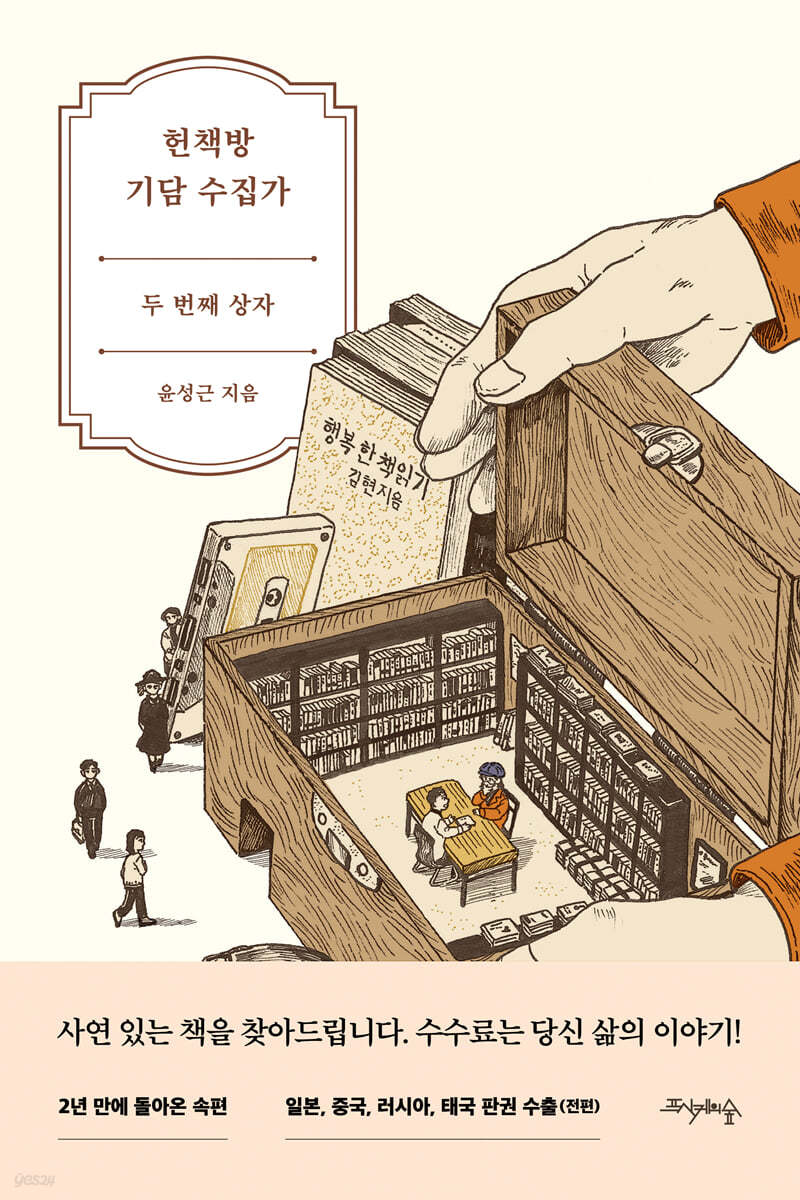 헌책방
기담 수집가
두 번째 상자
윤성근 지음
행복한 책읽기
김현 지음
사연 있는 책을 찾아드립니다. 수수료는 당신 삶의 이야기!
2년 만에 돌아온 속편
일본, 중국, 러시아, 태국 판권 수출(전편)
프시케의숲
yes24